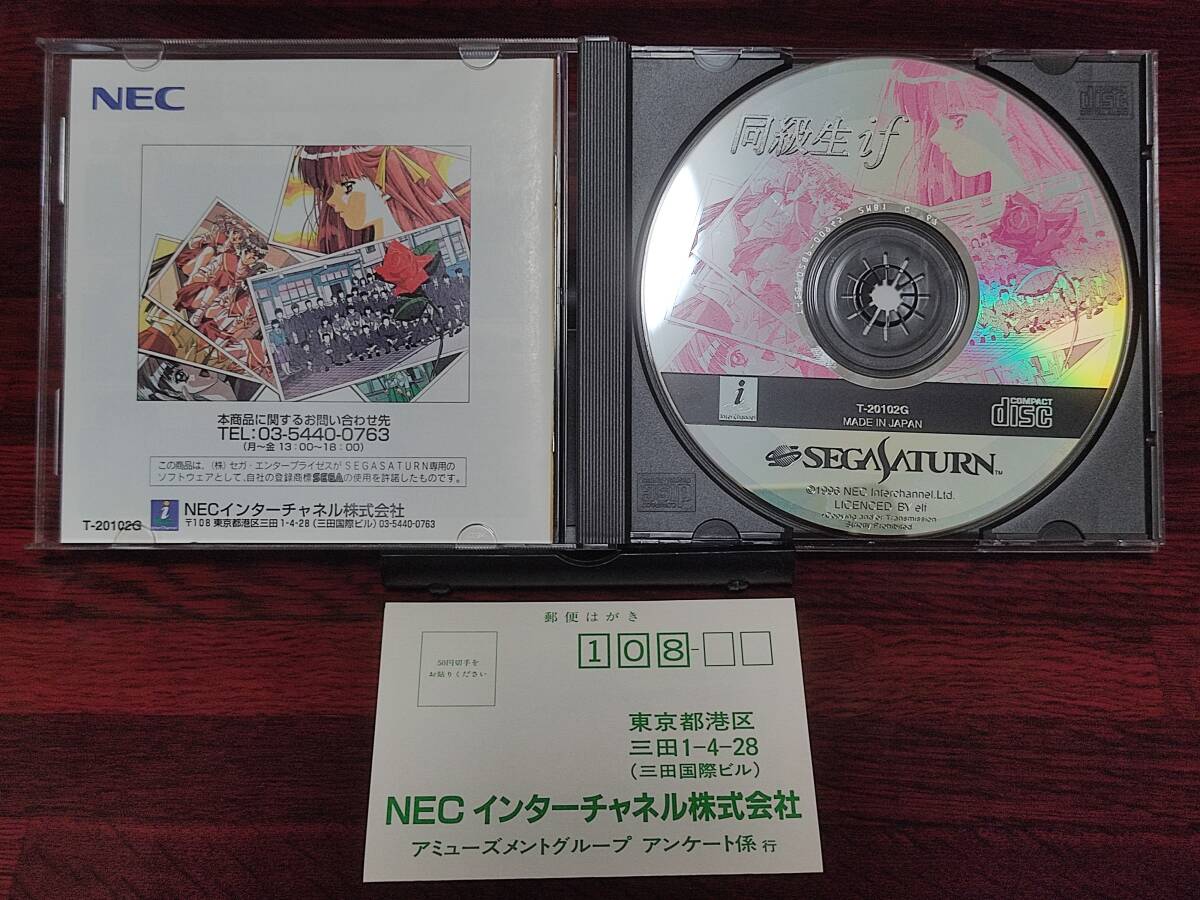 NEC
本商品に関するお問い合わせ先
TEL:03-5440-0763
(月〜金 13:00〜18:00)
この商品は、(株)セガ・エンタープライゼスがSEGASATURN専用の
ソフトウェアとして、自社の登録商標SEGAの使用を許諾したものです。
NECインターチャネル株式会社
〒108 東京都港区三田1-4-28 (三田国際ビル) 03-5440-0763
T-20102G
同級生if
i
InterChannel
T-20102G
MADE IN JAPAN
COMPACT
disc
SEGASATURN™
©1996 NEC Interchannel.Ltd.
LICENCED BY elf
•Copying and/or Transmission
Strictly Prohibited.
郵便はがき
50円切手を
お貼りください
108-
東京都港区
三田1-4-28
(三田国際ビル)
NECインターチャネル株式会社
アミューズメントグループ アンケート係 行